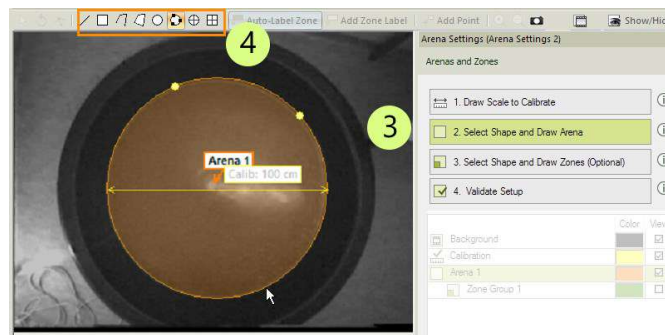 Auto-Label Zone
Add Zone Label
Add Point
Show/Hid
4
Arena Settings (Arena Settings 2)
Arenas and Zones
3
1. Draw Scale to Calibrate
2. Select Shape and Draw Arena
3. Select Shape and Draw Zones (Optional)
4. Validate Setup
Arena 1
Calib: 100 cm
Color
View
Background
Calibration
Arena 1
Zone Group 1